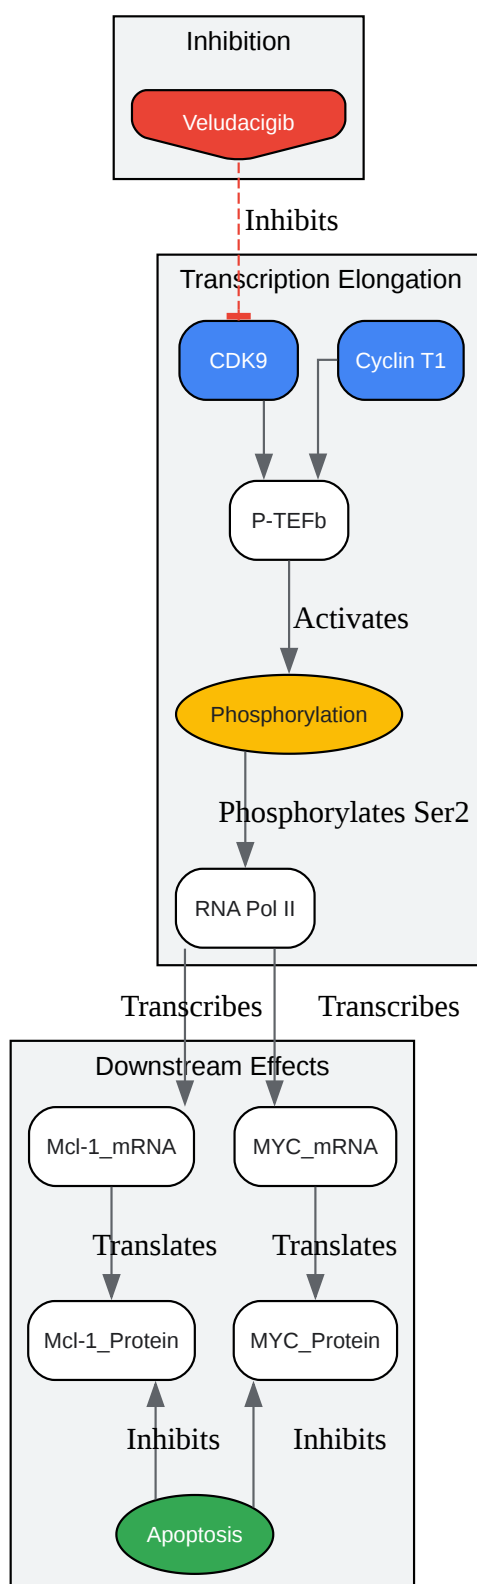 Inhibition
Veludacigib
Inhibits
Transcription Elongation
CDK9
Cyclin T1
P-TEFb
Activates
Phosphorylation
Phosphorylates Ser2
RNA Pol II
Transcribes
Transcribes
Downstream Effects
Mcl-1_mRNA
MYC_mRNA
Translates
Translates
Mcl-1_Protein
MYC_Protein
Inhibits
Inhibits
Apoptosis